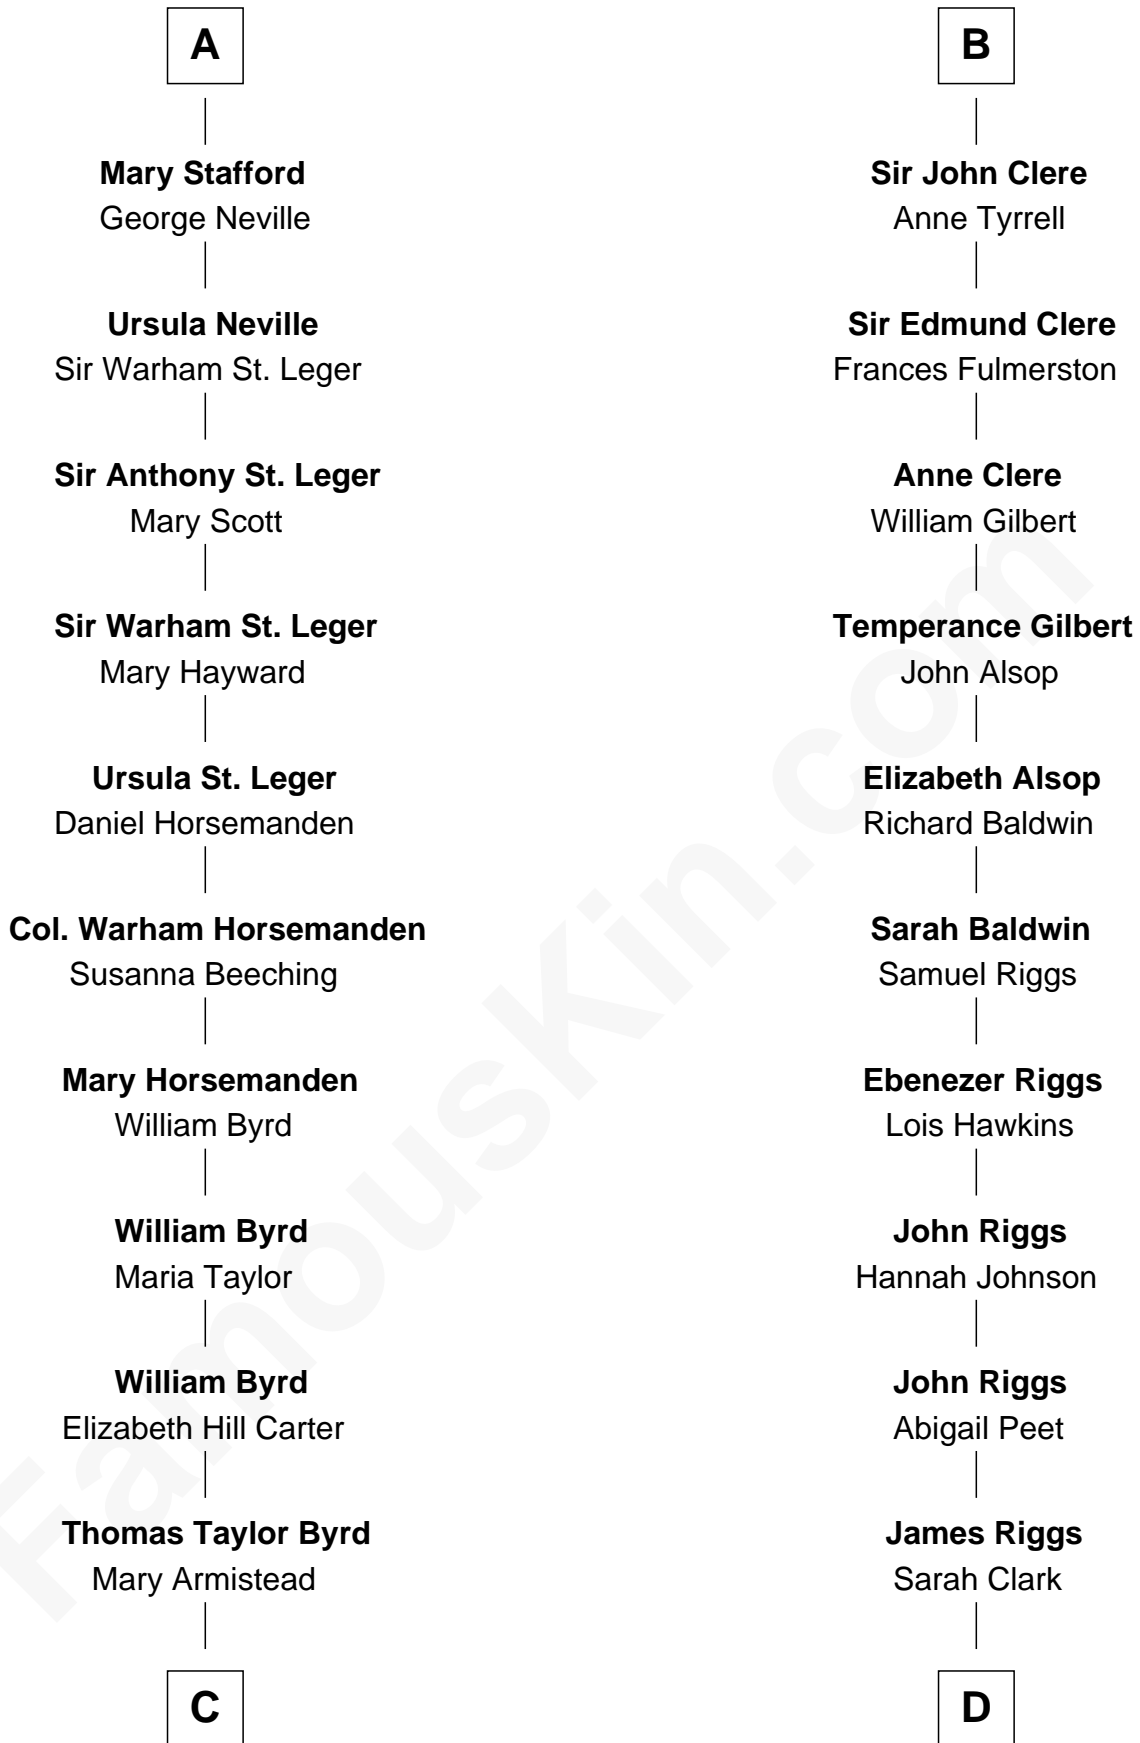 A
Mary Stafford
George Neville
Ursula Neville
Sir Warham St. Leger
Sir Anthony St. Leger
Mary Scott
Sir Warham St. Leger
Mary Hayward
Ursula St. Leger
Daniel Horsemanden
Col. Warham Horsemanden
Susanna Beeching
Mary Horsemanden
William Byrd
William Byrd
Maria Taylor
William Byrd
Elizabeth Hill Carter
Thomas Taylor Byrd
Mary Armistead
C
B
Sir John Clere
Anne Tyrrell
Sir Edmund Clere
Frances Fulmerston
Anne Clere
William Gilbert
Temperance Gilbert
John Alsop
Elizabeth Alsop
Richard Baldwin
Sarah Baldwin
Samuel Riggs
Ebenezer Riggs
Lois Hawkins
John Riggs
Hannah Johnson
John Riggs
Abigail Peet
James Riggs
Sarah Clark
D
FamousKin.com